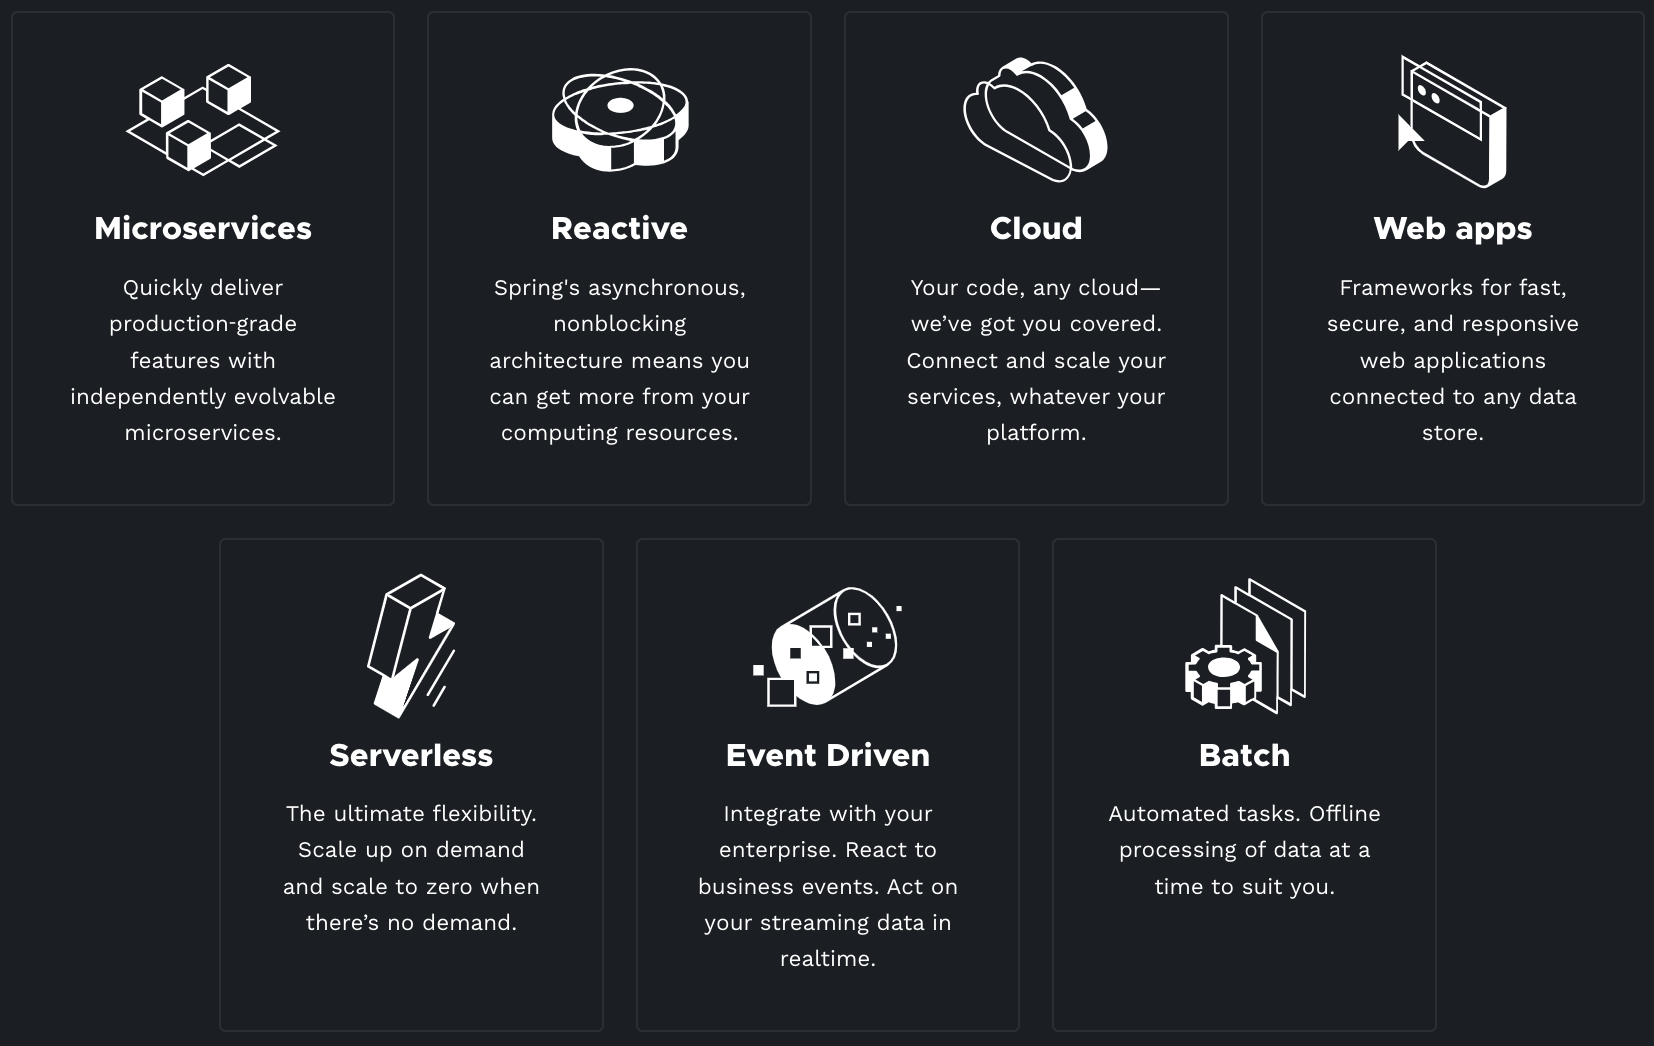 Microservices
Quickly deliver
production-grade
features with
independently evolvable
microservices.
Reactive
Spring's asynchronous,
nonblocking
architecture means you
can get more from your
computing resources.
Cloud
Your code, any cloud—
we’ve got you covered.
Connect and scale your
services, whatever your
platform.
Web apps
Frameworks for fast,
secure, and responsive
web applications
connected to any data
store.
Serverless
The ultimate flexibility.
Scale up on demand
and scale to zero when
there’s no demand.
Event Driven
Integrate with your
enterprise. React to
business events. Act on
your streaming data in
realtime.
Batch
Automated tasks. Offline
processing of data at a
time to suit you.